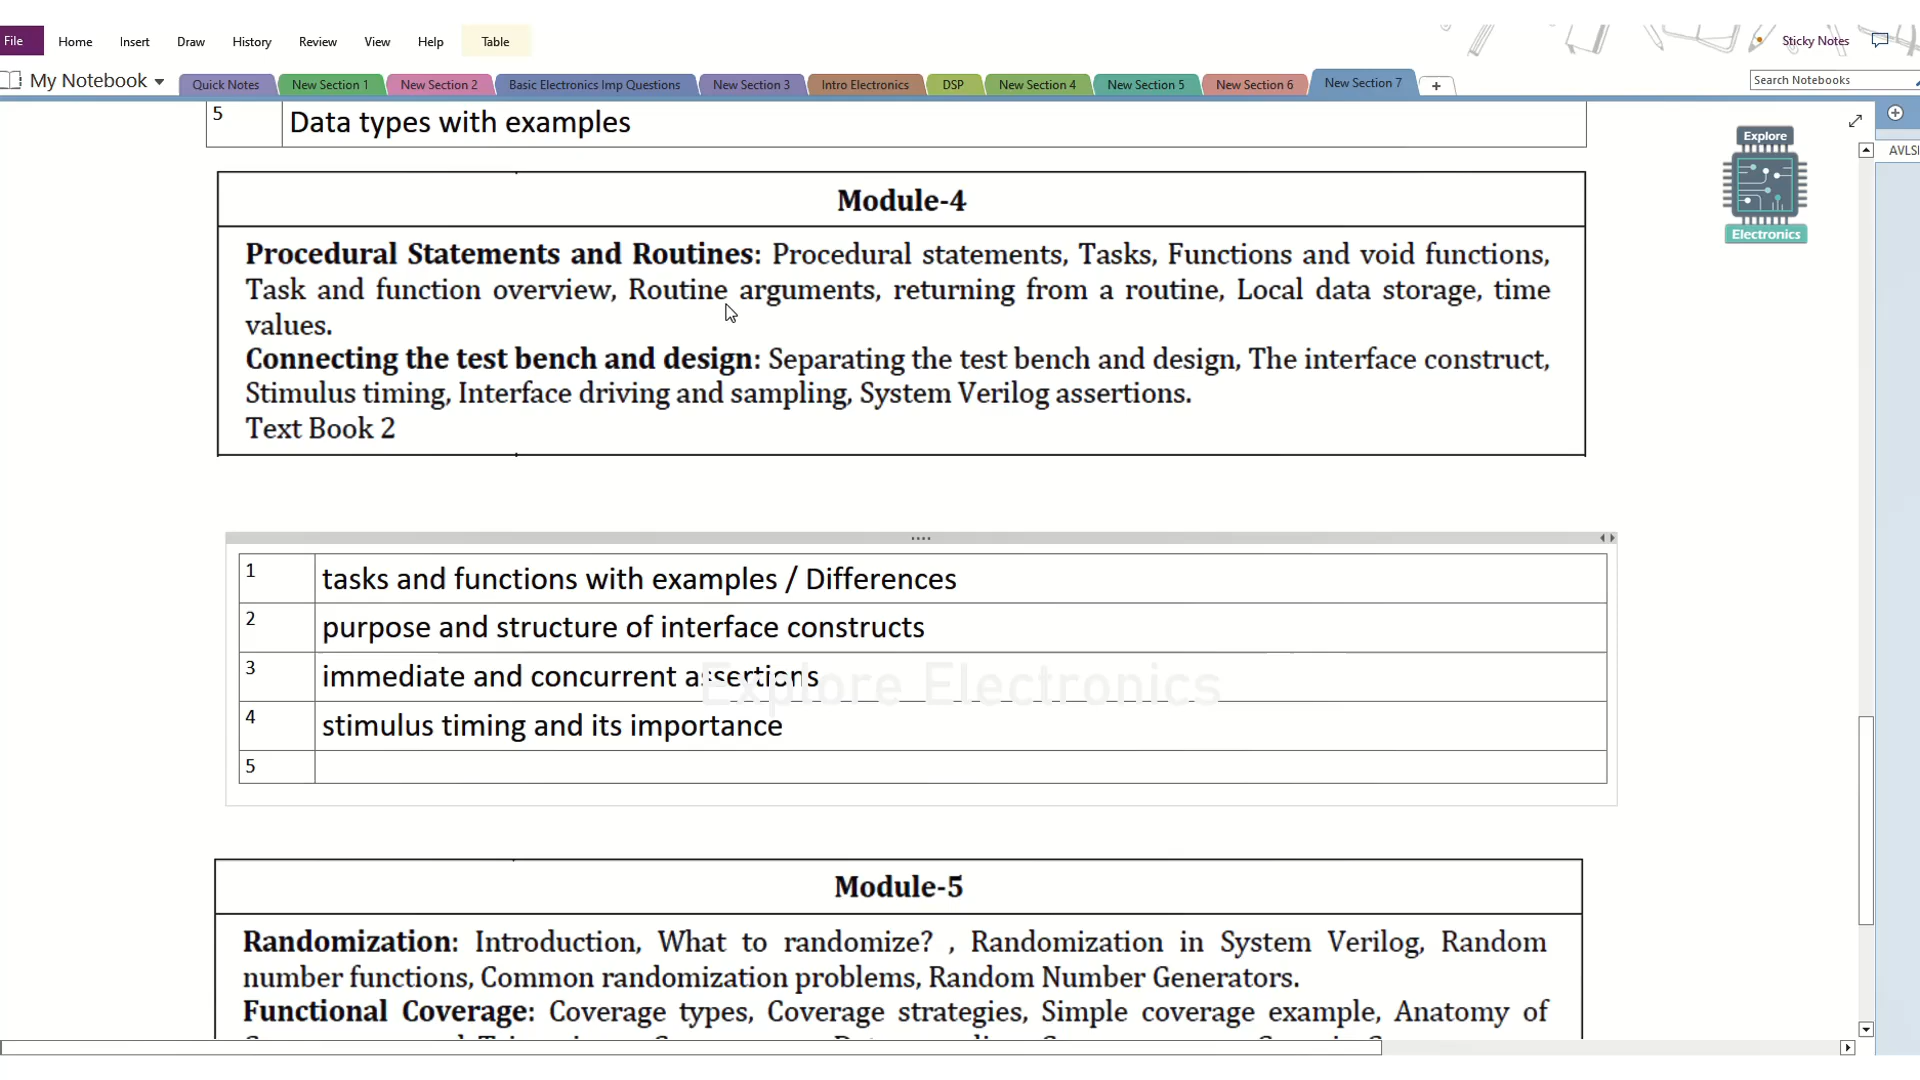 File Home Insert Draw History Review View Help Table Sticky Notes
My Notebook Quick Notes New Section 1 New Section 2 Basic Electronics Imp Questions New Section 3 Intro Electronics DSP New Section 4 New Section 5 New Section 6 New Section 7 + Search Notebooks
5 Data types with examples
Explore
Electronics
AVLSI
Module-4
Procedural Statements and Routines: Procedural statements, Tasks, Functions and void functions,
Task and function overview, Routine arguments, returning from a routine, Local data storage, time
values.
Connecting the test bench and design: Separating the test bench and design, The interface construct,
Stimulus timing, Interface driving and sampling, System Verilog assertions.
Text Book 2
1 tasks and functions with examples / Differences
2 purpose and structure of interface constructs
3 immediate and concurrent assertions
Explore Electronics
4 stimulus timing and its importance
5
Module-5
Randomization: Introduction, What to randomize? , Randomization in System Verilog, Random
number functions, Common randomization problems, Random Number Generators.
Functional Coverage: Coverage types, Coverage strategies, Simple coverage example, Anatomy of